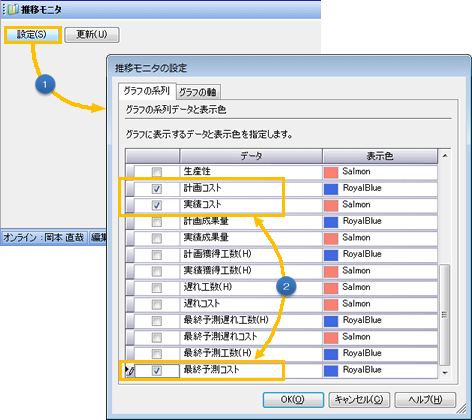 推移モニタ
設定(S) 更新(U)
1
オンライン：岡本 直哉 編集
推移モニタの設定
グラフの系列 グラフの軸
グラフの系列データと表示色
グラフに表示するデータと表示色を指定します。
データ 表示色
生産性 Salmon
計画コスト RoyalBlue
実績コスト Salmon
計画成果量 RoyalBlue
実績成果量 Salmon
計画獲得工数(H) RoyalBlue
実績獲得工数(H) Salmon
遅れ工数(H) Salmon
遅れコスト Salmon
最終予測遅れ工数(H) RoyalBlue
最終予測遅れコスト Salmon
最終予測工数(H) RoyalBlue
最終予測コスト Salmon
2
OK(O) キャンセル(C) ヘルプ(H)